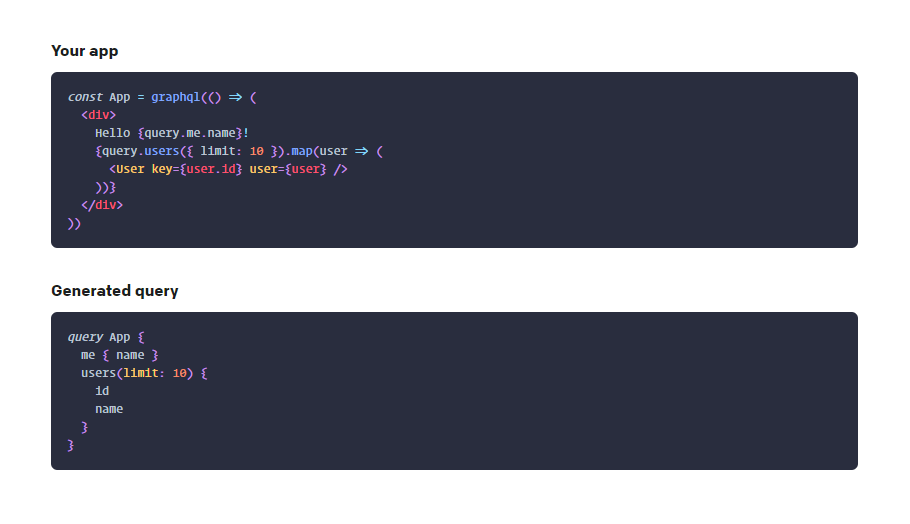 Your app
const App = graphql(() => (
  <div>
    Hello {query.me.name}!
    {query.users({ limit: 10 }).map(user => (
      <User key={user.id} user={user} />
    ))}
  </div>
))
Generated query
query App {
  me { name }
  users(limit: 10) {
    id
    name
  }
}